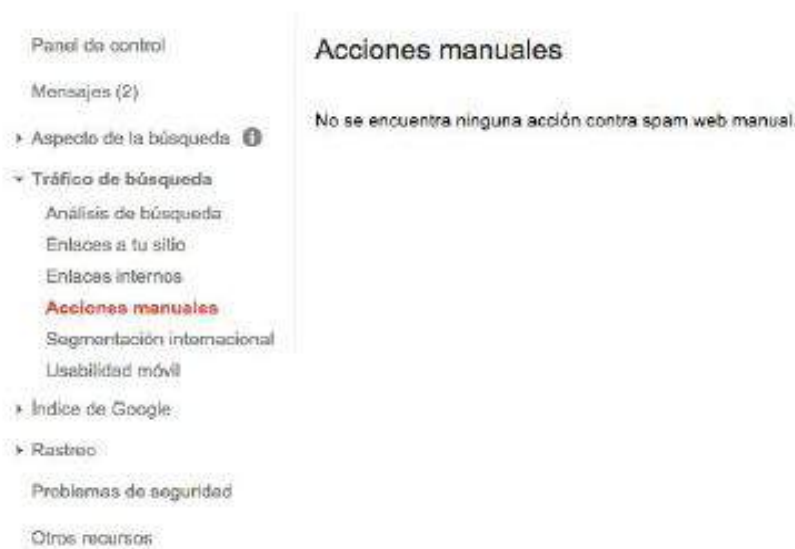 Panel de control
Mensajes (2)
Aspecto de la búsqueda
Tráfico de búsqueda
Análisis de búsqueda
Enlaces a tu sitio
Enlaces internos
Acciones manuales
Segmentación internacional
Usabilidad móvil
Índice de Google
Rastreo
Problemas de seguridad
Otros recursos
Acciones manuales
No se encuentra ninguna acción contra spam web manual.